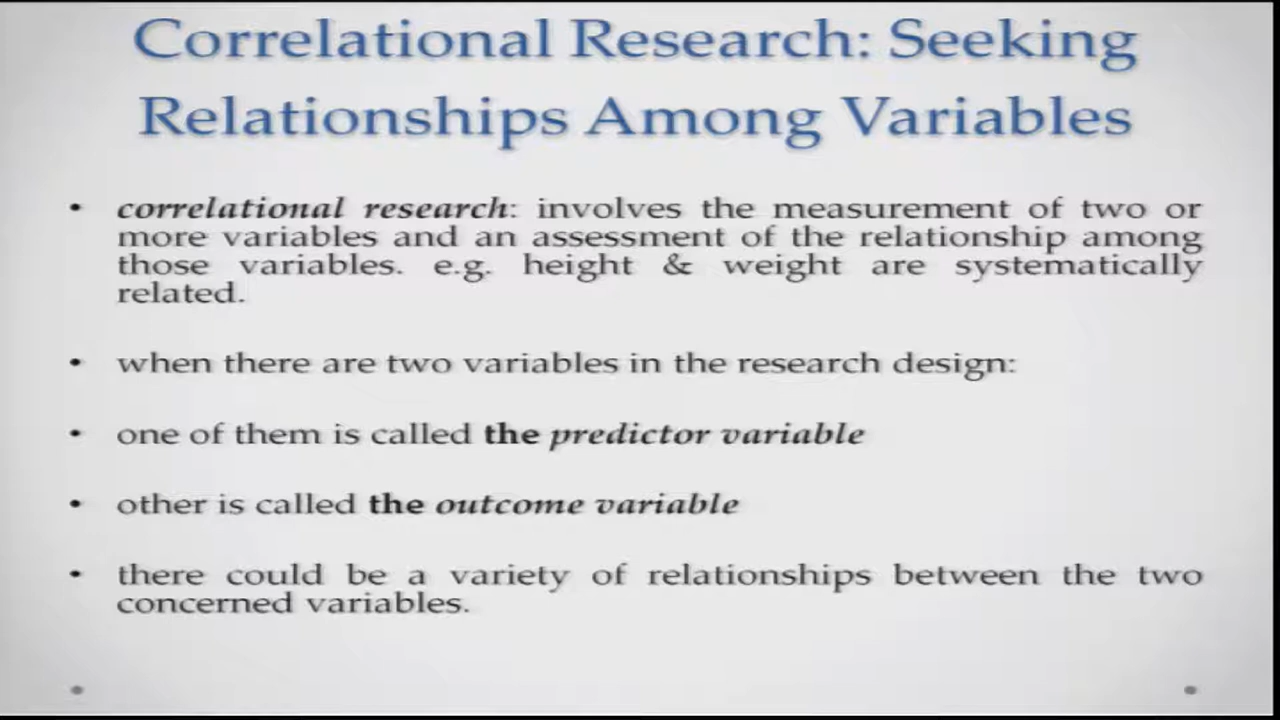 Correlational Research: Seeking
Relationships Among Variables
• correlational research: involves the measurement of two or
more variables and an assessment of the relationship among
those variables. e.g. height & weight are systematically
related.
• when there are two variables in the research design:
• one of them is called the predictor variable
• other is called the outcome variable
• there could be a variety of relationships between the two
concerned variables.